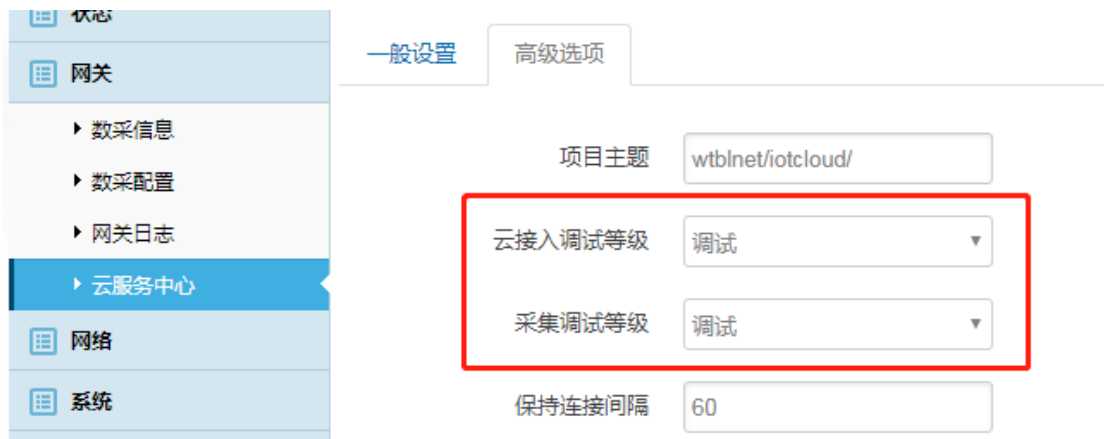 状态
网关
数采信息
数采配置
网关日志
云服务中心
网络
系统
一般设置
高级选项
项目主题 wtblnet/iotcloud/
云接入调试等级 调试
采集调试等级 调试
保持连接间隔 60